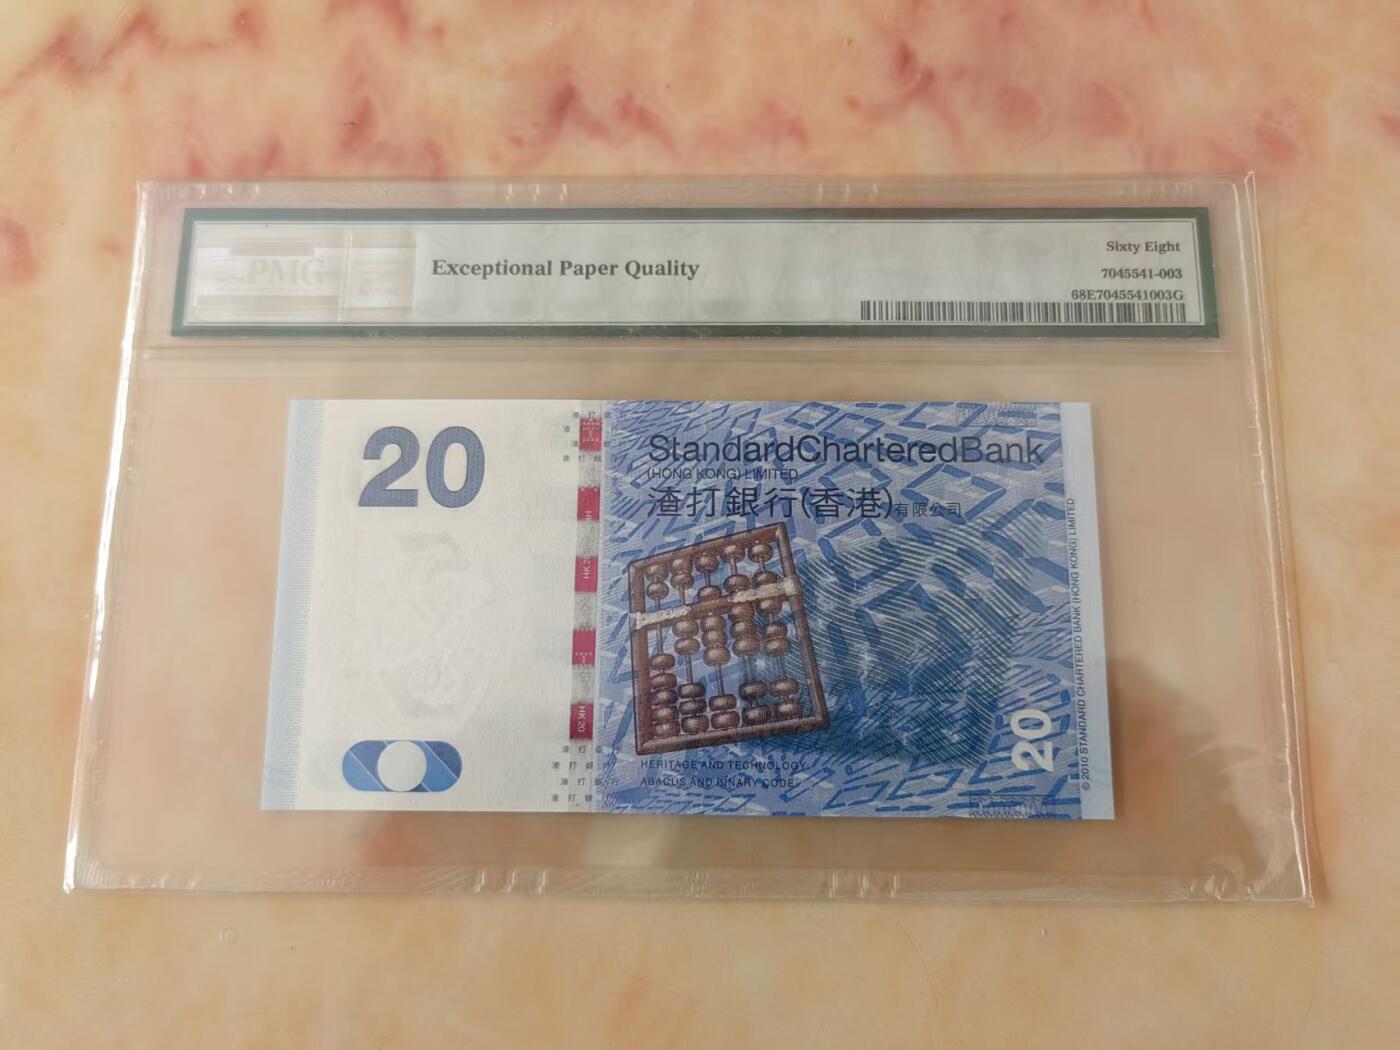 PMG
Exceptional Paper Quality
Sixty Eight
7045541-003
68E7045541003G
20
StandardCharteredBank
(HONG KONG) LIMITED
渣打銀行(香港)有限公司
HK20
HERITAGE AND TECHNOLOGY
ABACUS AND BINARY CODE
20
© 2010 STANDARD CHARTERED BANK (HONG KONG) LIMITED